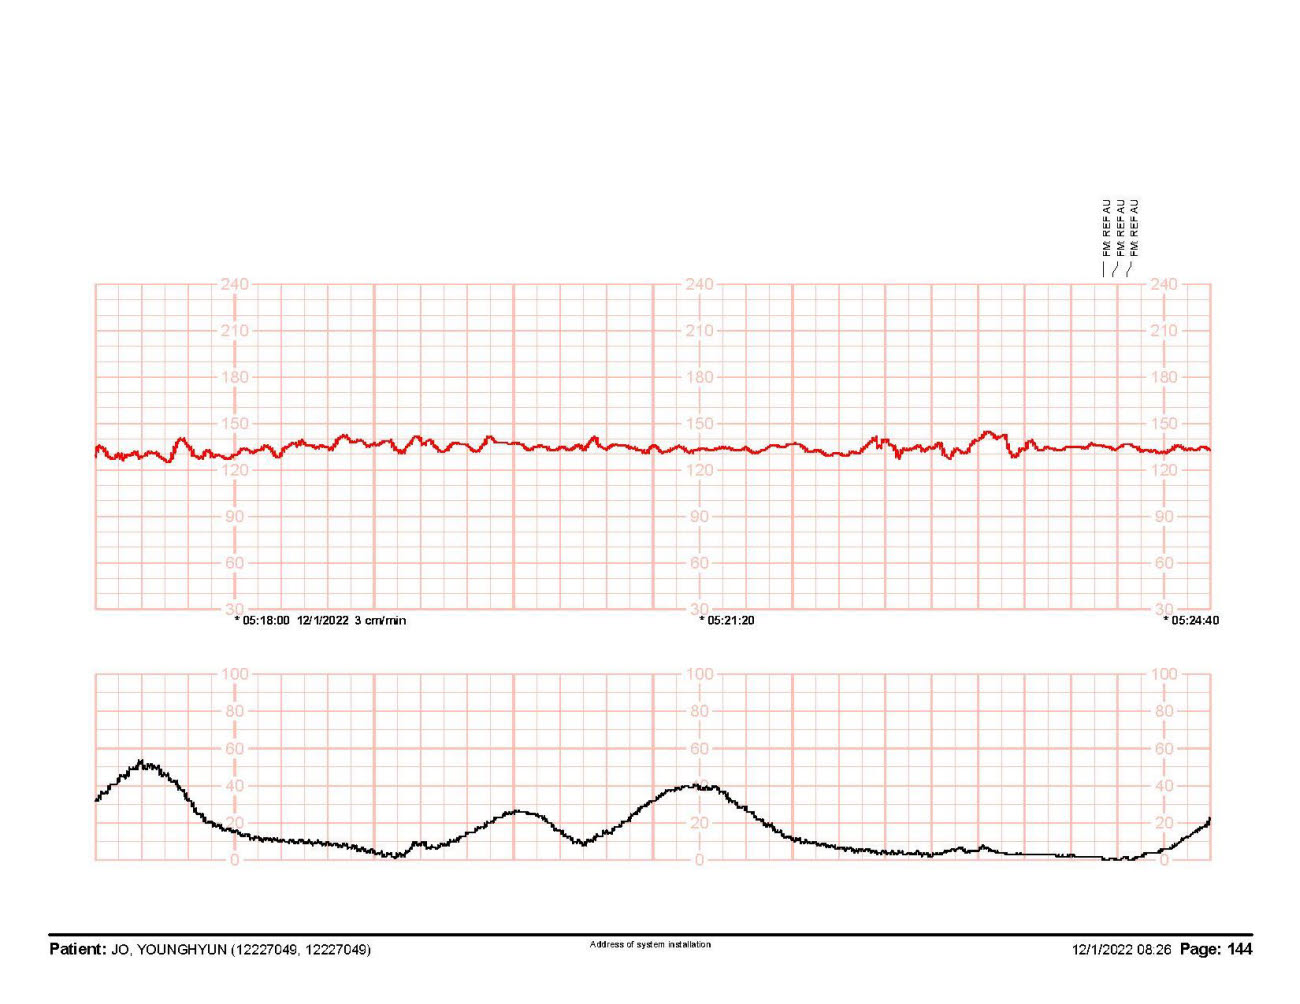 FM: REF AU
FM: REF AU
FM: REF AU
240 240 240
210 210 210
180 180 180
150 150 150
120 120 120
90 90 90
60 60 60
30 30 30
* 05:18:00 12/1/2022 3 cm/min * 05:21:20 * 05:24:40
100 100 100
80 80 80
60 60 60
40 40 40
20 20 20
0 0 0
Patient: JO, YOUNGHYUN (12227049, 12227049) Address of system installation 12/1/2022 08:26 Page: 144